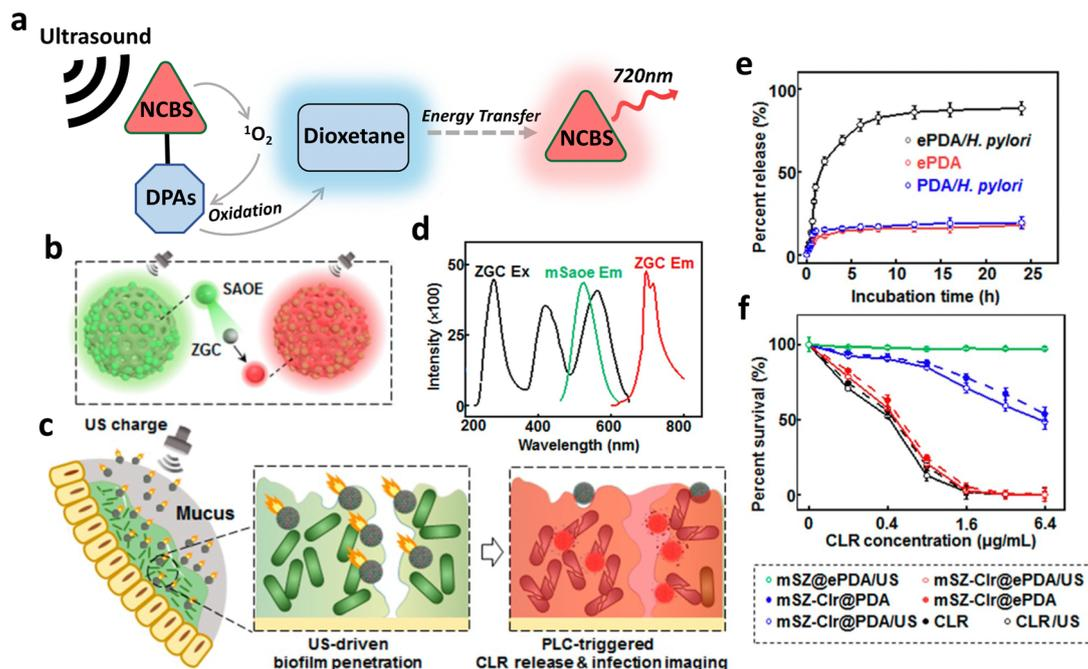 a
Ultrasound
NCBS
DPAs
¹O₂
Oxidation
Dioxetane
Energy Transfer
NCBS
720nm
b
SAOE
ZGC
c
US charge
Mucus
US-driven
biofilm penetration
PLC-triggered
CLR release & infection imaging
d
Intensity (×100)
50
25
0
ZGC Ex
mSaoe Em
ZGC Em
200
400
600
800
Wavelength (nm)
e
Percent release (%)
100
50
0
ePDA/H. pylori
ePDA
PDA/H. pylori
0
5
10
15
20
25
Incubation time (h)
f
Percent survival (%)
100
50
0
0
0.4
1.6
6.4
CLR concentration (µg/mL)
mSZ@ePDA/US
mSZ-Clr@ePDA/US
mSZ-Clr@PDA
mSZ-Clr@ePDA
mSZ-Clr@PDA/US
CLR
CLR/US